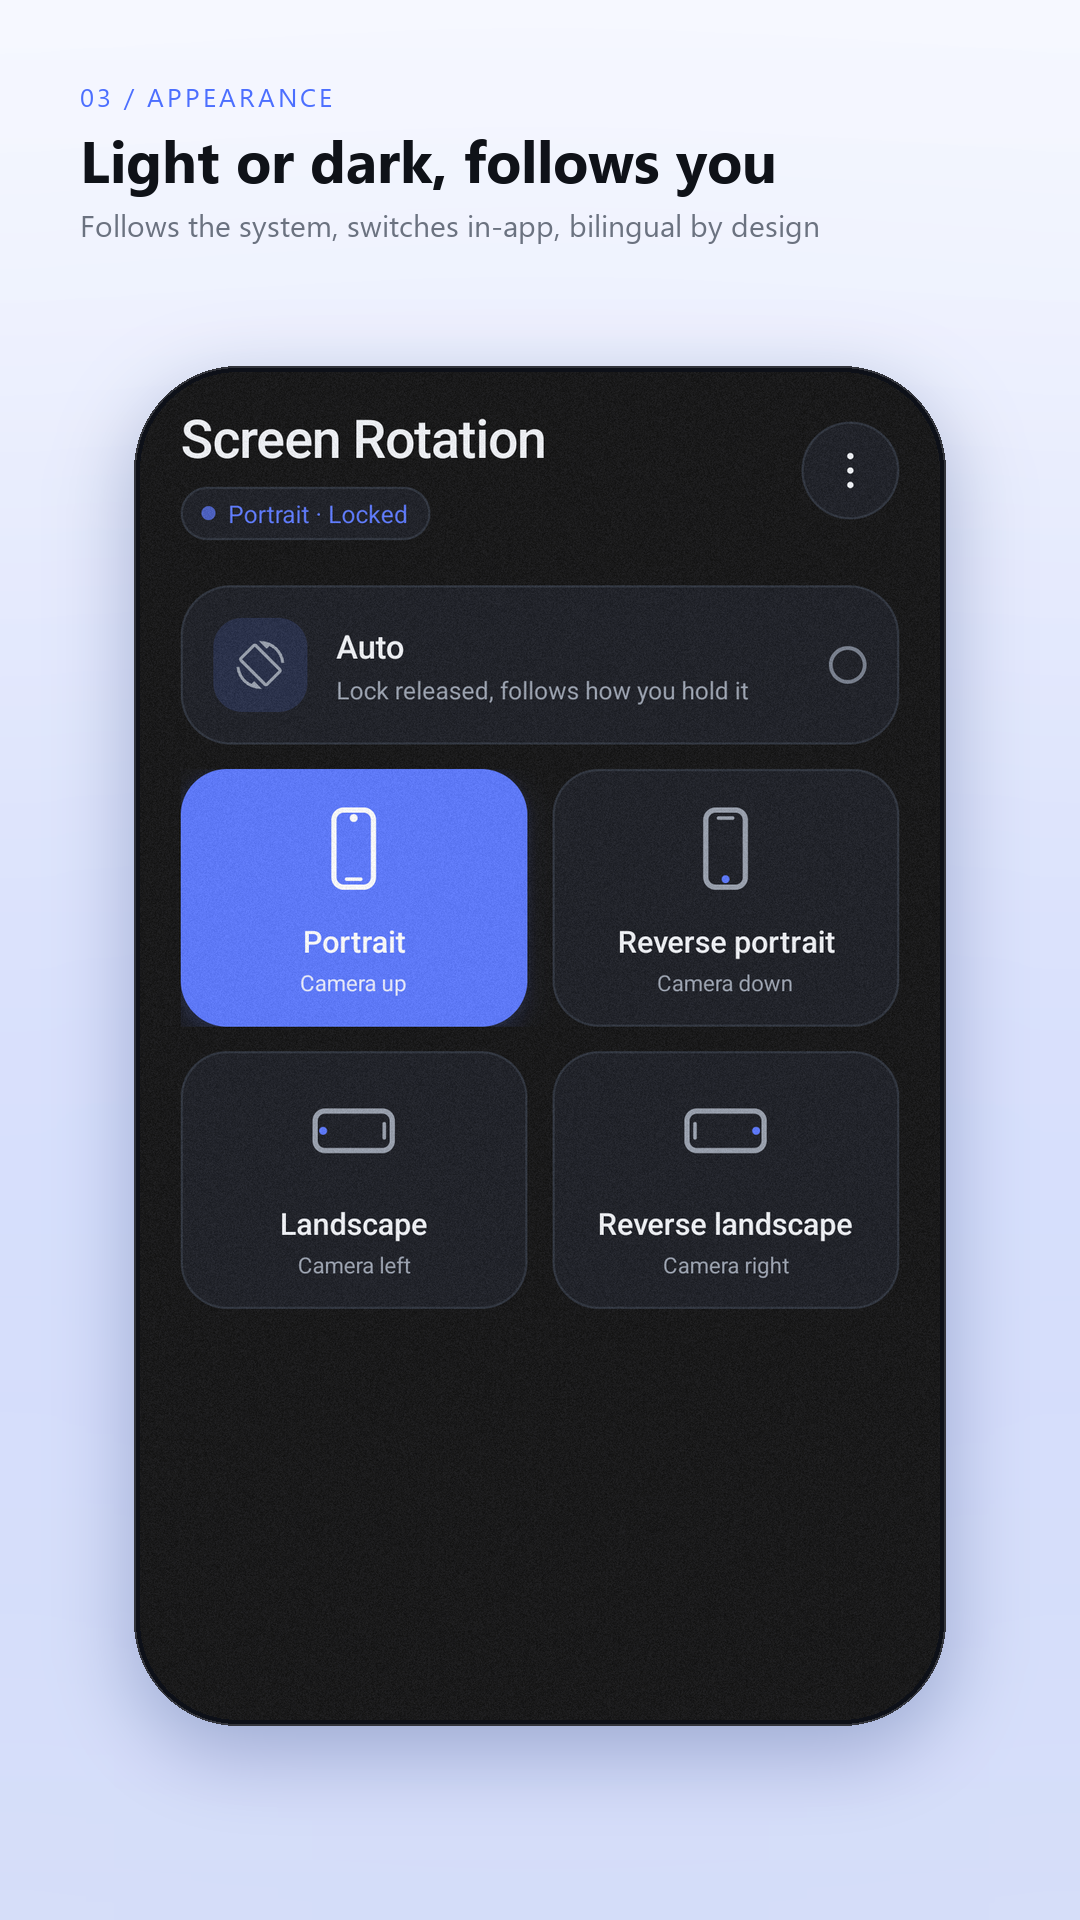 03 / APPEARANCE
Light or dark, follows you
Follows the system, switches in-app, bilingual by design
Screen Rotation
Portrait · Locked
Auto
Lock released, follows how you hold it
Portrait
Camera up
Reverse portrait
Camera down
Landscape
Camera left
Reverse landscape
Camera right